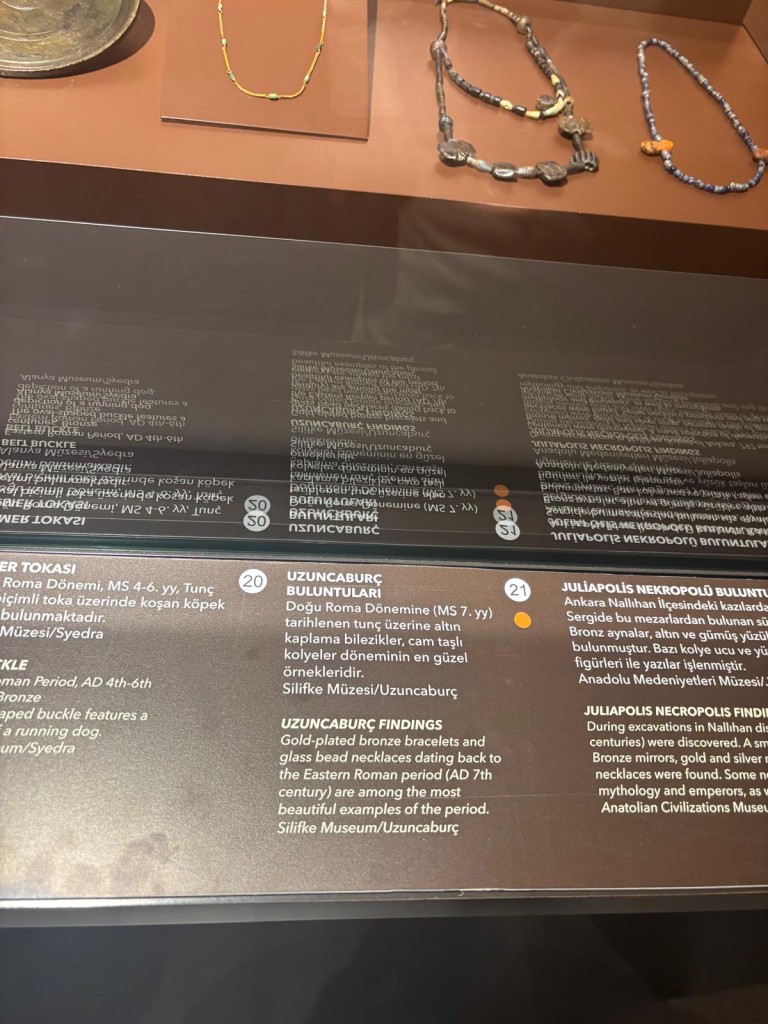 ER TOKASI
Roma Dönemi, MS 4-6. yy, Tunç
biçimli toka üzerinde koşan köpek
bulunmaktadır.
Müzesi/Syedra
KLE
man Period, AD 4th-6th
Bronze
aped buckle features a
f a running dog.
um/Syedra
20
UZUNCABURÇ
BULUNTULARI
Doğu Roma Dönemine (MS 7. yy)
tarihlenen tunç üzerine altın
kaplama bilezikler, cam taşlı
kolyeler döneminin en güzel
örnekleridir.
Silifke Müzesi/Uzuncaburç
UZUNCABURÇ FINDINGS
Gold-plated bronze bracelets and
glass bead necklaces dating back to
the Eastern Roman period (AD 7th
century) are among the most
beautiful examples of the period.
Silifke Museum/Uzuncaburç
21
JULİAPOLİS NEKROPOLÜ BULUNTU
Ankara Nallıhan İlçesindeki kazılarda
Sergide bu mezarlardan bulunan sü
Bronz aynalar, altın ve gümüş yüzük
bulunmuştur. Bazı kolye ucu ve yü
figürleri ile yazılar işlenmiştir.
Anadolu Medeniyetleri Müzesi/J
JULIAPOLIS NECROPOLIS FINDI
During excavations in Nallıhan dis
centuries) were discovered. A sm
Bronze mirrors, gold and silver r
necklaces were found. Some n
mythology and emperors, as w
Anatolian Civilizations Museu